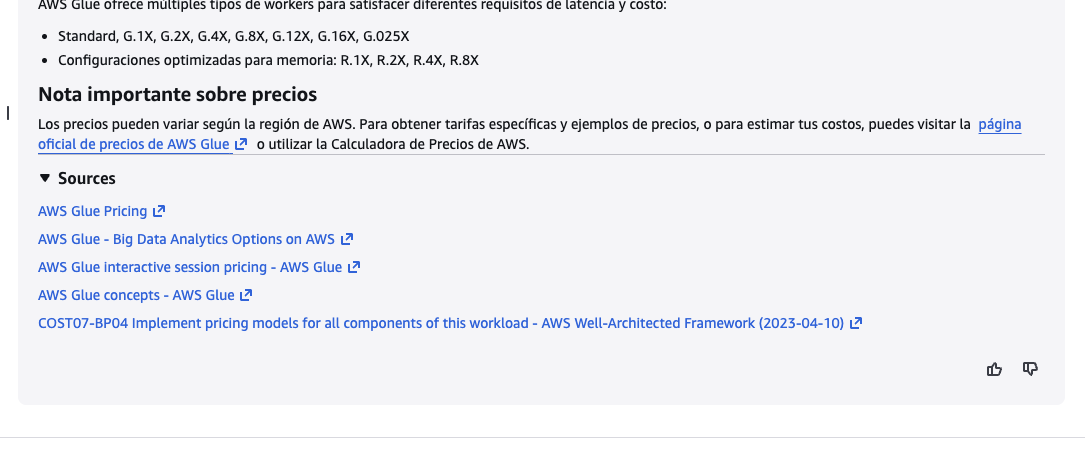 AWS Glue ofrece múltiples tipos de workers para satisfacer diferentes requisitos de latencia y costo:
• Standard, G.1X, G.2X, G.4X, G.8X, G.12X, G.16X, G.025X
• Configuraciones optimizadas para memoria: R.1X, R.2X, R.4X, R.8X
Nota importante sobre precios
Los precios pueden variar según la región de AWS. Para obtener tarifas específicas y ejemplos de precios, o para estimar tus costos, puedes visitar la página
oficial de precios de AWS Glue o utilizar la Calculadora de Precios de AWS.
Sources
AWS Glue Pricing
AWS Glue - Big Data Analytics Options on AWS
AWS Glue interactive session pricing - AWS Glue
AWS Glue concepts - AWS Glue
COST07-BP04 Implement pricing models for all components of this workload - AWS Well-Architected Framework (2023-04-10)